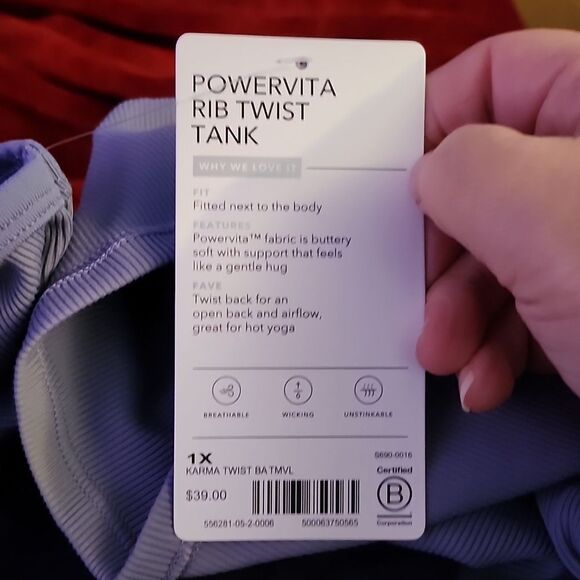 POWERVITA
RIB TWIST
TANK
WHY WE LOVE IT
FIT
Fitted next to the body
FEATURES
Powervita™ fabric is buttery
soft with support that feels
like a gentle hug
FAVE
Twist back for an
open back and airflow,
great for hot yoga
BREATHABLE WICKING UNSTINKABLE
1X S690-0016
KARMA TWIST BATMVL
Certified
$39.00
B
Corporation
556281-05-2-0006 500063750565